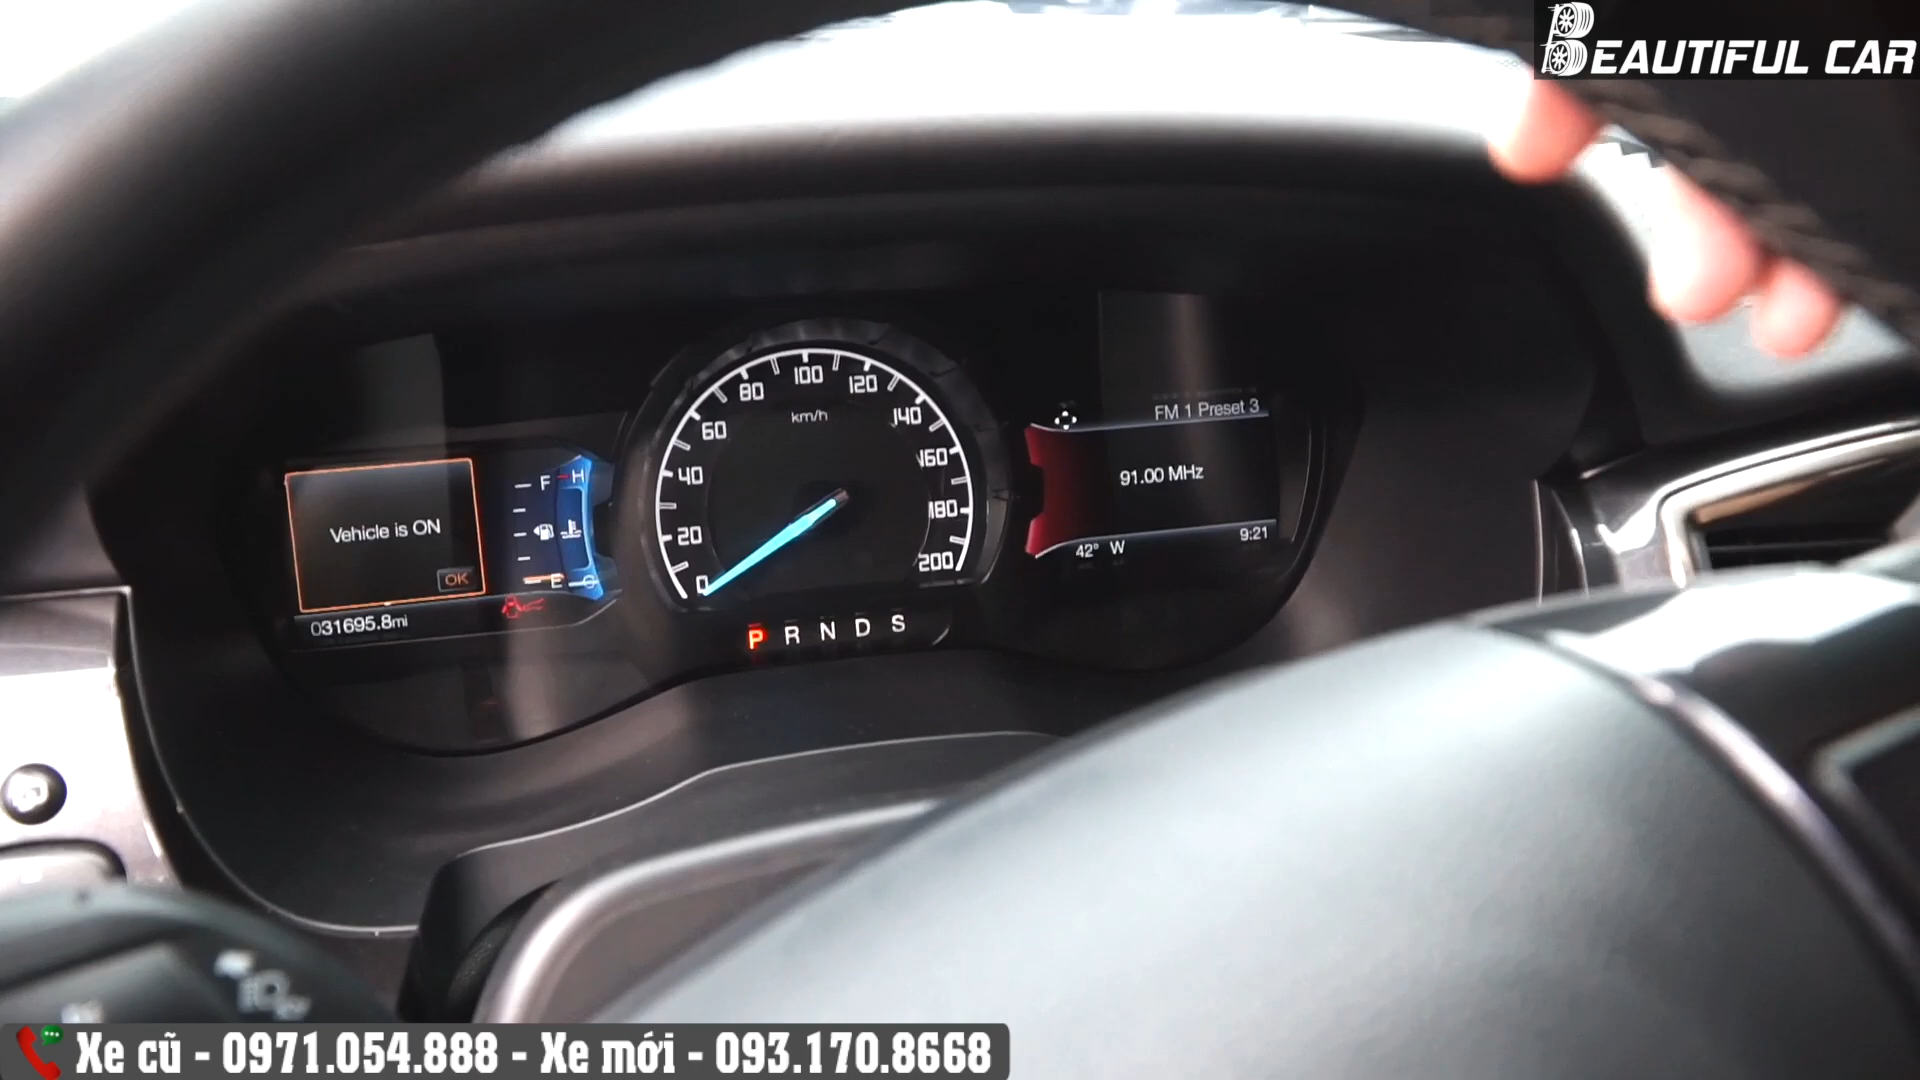 BEAUTIFUL CAR
FM 1 Preset 3
91.00 MHz
42° W
9:21
Vehicle is ON
OK
031695.8mi
F H
E C
km/h
0
20
40
60
80
100
120
140
160
180
200
P R N D S
Xe cũ - 0971.054.888 - Xe mới - 093.170.8668